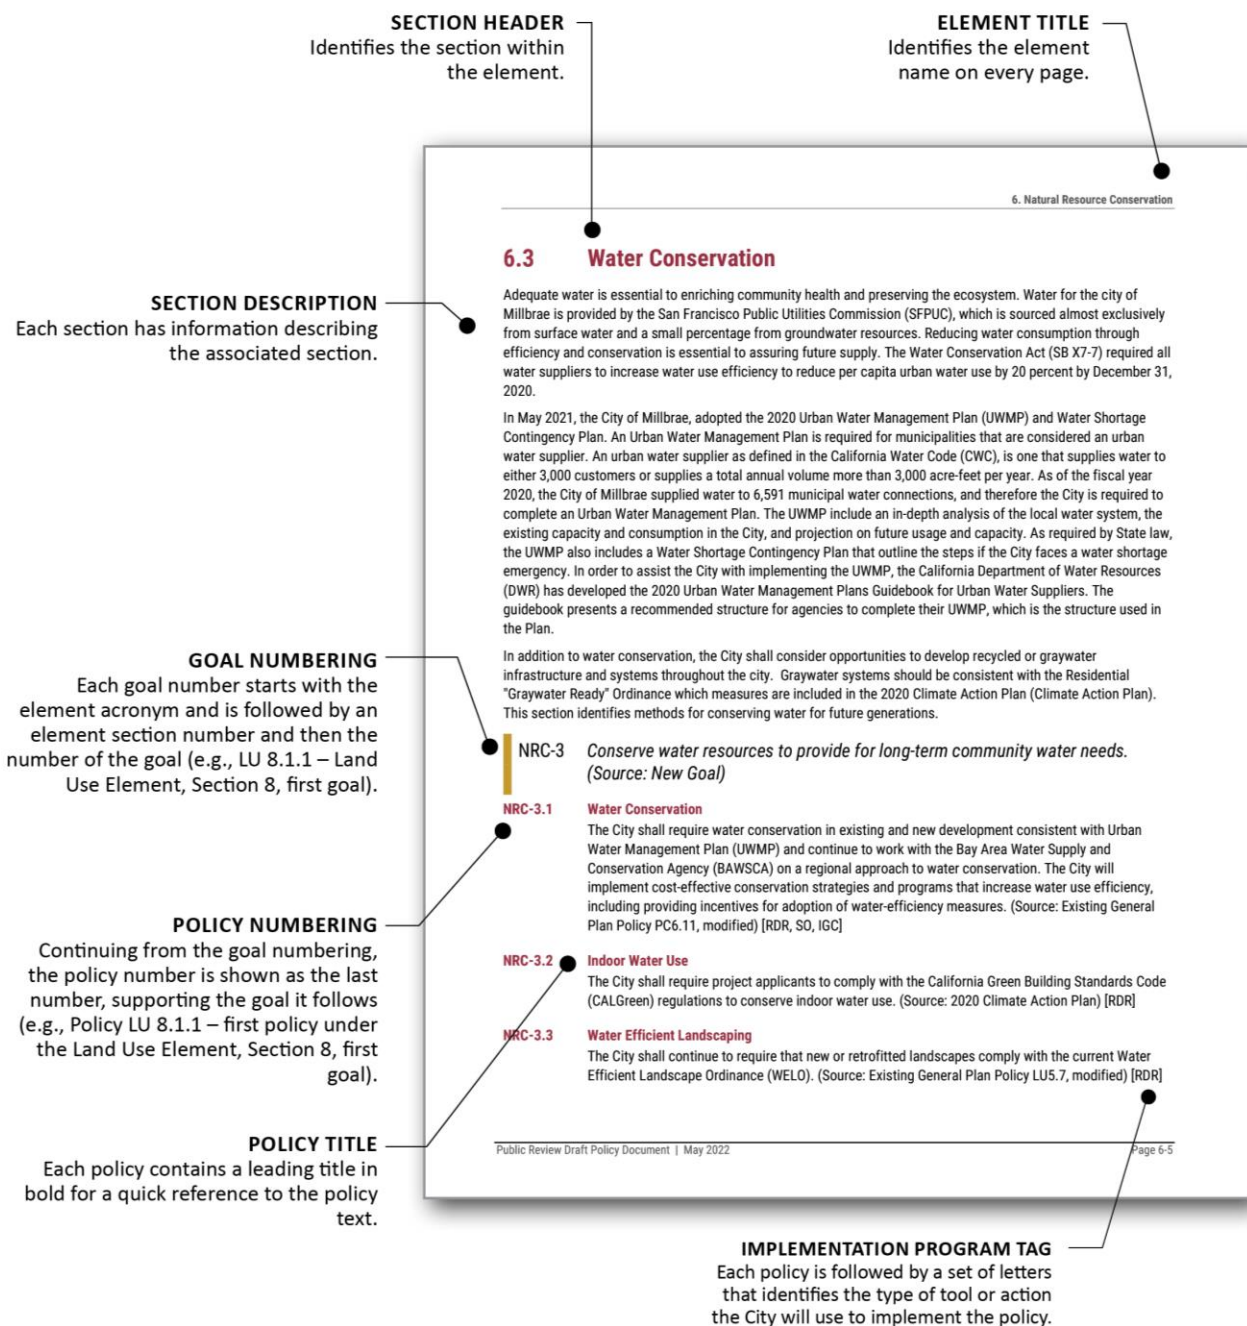 SECTION HEADER
Identifies the section within
the element.
ELEMENT TITLE
Identifies the element
name on every page.
6. Natural Resource Conservation
6.3 Water Conservation
SECTION DESCRIPTION
Each section has information describing
the associated section.
Adequate water is essential to enriching community health and preserving the ecosystem. Water for the city of
Millbrae is provided by the San Francisco Public Utilities Commission (SFPUC), which is sourced almost exclusively
from surface water and a small percentage from groundwater resources. Reducing water consumption through
efficiency and conservation is essential to assuring future supply. The Water Conservation Act (SB X7-7) required all
water suppliers to increase water use efficiency to reduce per capita urban water use by 20 percent by December 31,
2020.
In May 2021, the City of Millbrae, adopted the 2020 Urban Water Management Plan (UWMP) and Water Shortage
Contingency Plan. An Urban Water Management Plan is required for municipalities that are considered an urban
water supplier. An urban water supplier as defined in the California Water Code (CWC), is one that supplies water to
either 3,000 customers or supplies a total annual volume more than 3,000 acre-feet per year. As of the fiscal year
2020, the City of Millbrae supplied water to 6,591 municipal water connections, and therefore the City is required to
complete an Urban Water Management Plan. The UWMP include an in-depth analysis of the local water system, the
existing capacity and consumption in the City, and projection on future usage and capacity. As required by State law,
the UWMP also includes a Water Shortage Contingency Plan that outline the steps if the City faces a water shortage
emergency. In order to assist the City with implementing the UWMP, the California Department of Water Resources
(DWR) has developed the 2020 Urban Water Management Plans Guidebook for Urban Water Suppliers. The
guidebook presents a recommended structure for agencies to complete their UWMP, which is the structure used in
the Plan.
In addition to water conservation, the City shall consider opportunities to develop recycled or graywater
infrastructure and systems throughout the city. Graywater systems should be consistent with the Residential
"Graywater Ready" Ordinance which measures are included in the 2020 Climate Action Plan (Climate Action Plan).
This section identifies methods for conserving water for future generations.
GOAL NUMBERING
Each goal number starts with the
element acronym and is followed by an
element section number and then the
number of the goal (e.g., LU 8.1.1 – Land
Use Element, Section 8, first goal).
NRC-3 Conserve water resources to provide for long-term community water needs.
(Source: New Goal)
NRC-3.1 Water Conservation
The City shall require water conservation in existing and new development consistent with Urban
Water Management Plan (UWMP) and continue to work with the Bay Area Water Supply and
Conservation Agency (BAWSCA) on a regional approach to water conservation. The City will
implement cost-effective conservation strategies and programs that increase water use efficiency,
including providing incentives for adoption of water-efficiency measures. (Source: Existing General
Plan Policy PC6.11, modified) [RDR, SO, IGC]
POLICY NUMBERING
Continuing from the goal numbering,
the policy number is shown as the last
number, supporting the goal it follows
(e.g., Policy LU 8.1.1 – first policy under
the Land Use Element, Section 8, first
goal).
NRC-3.2 Indoor Water Use
The City shall require project applicants to comply with the California Green Building Standards Code
(CALGreen) regulations to conserve indoor water use. (Source: 2020 Climate Action Plan) [RDR]
NRC-3.3 Water Efficient Landscaping
The City shall continue to require that new or retrofitted landscapes comply with the current Water
Efficient Landscape Ordinance (WELO). (Source: Existing General Plan Policy LU5.7, modified) [RDR]
POLICY TITLE
Each policy contains a leading title in
bold for a quick reference to the policy
text.
Public Review Draft Policy Document | May 2022 Page 6-5
IMPLEMENTATION PROGRAM TAG
Each policy is followed by a set of letters
that identifies the type of tool or action
the City will use to implement the policy.